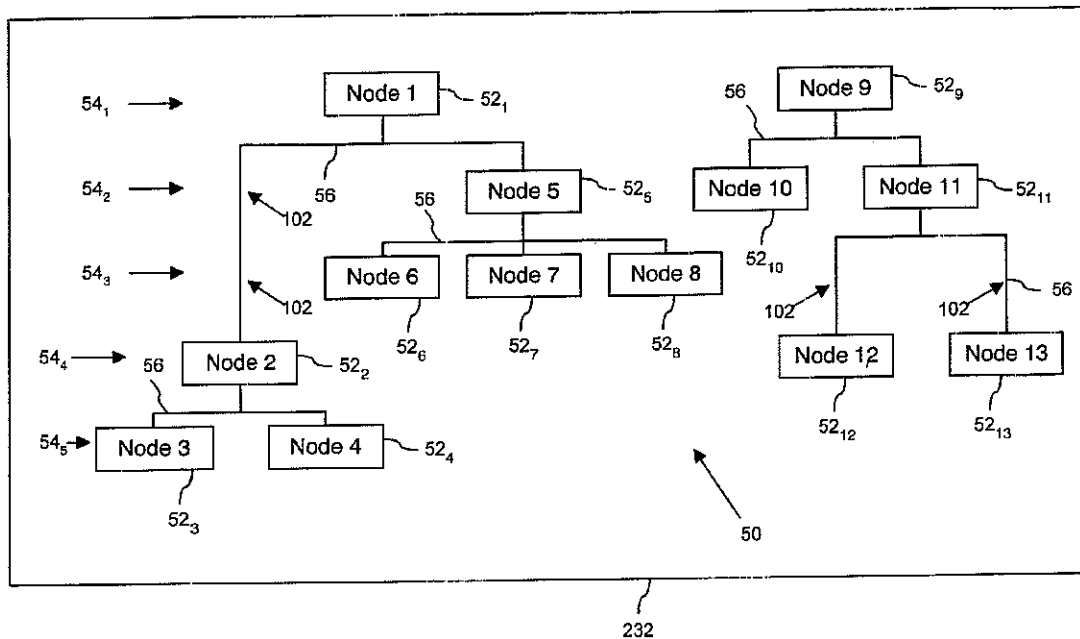 54₁
Node 1
52₁
56
Node 9
52₉
54₂
102
56
Node 5
52₅
Node 10
Node 11
52₁₁
56
52₁₀
54₃
102
Node 6
Node 7
Node 8
102
102
56
52₆
52₇
52₈
54₄
Node 2
52₂
Node 12
Node 13
56
54₅
Node 3
Node 4
52₄
52₁₂
52₁₃
52₃
50
232